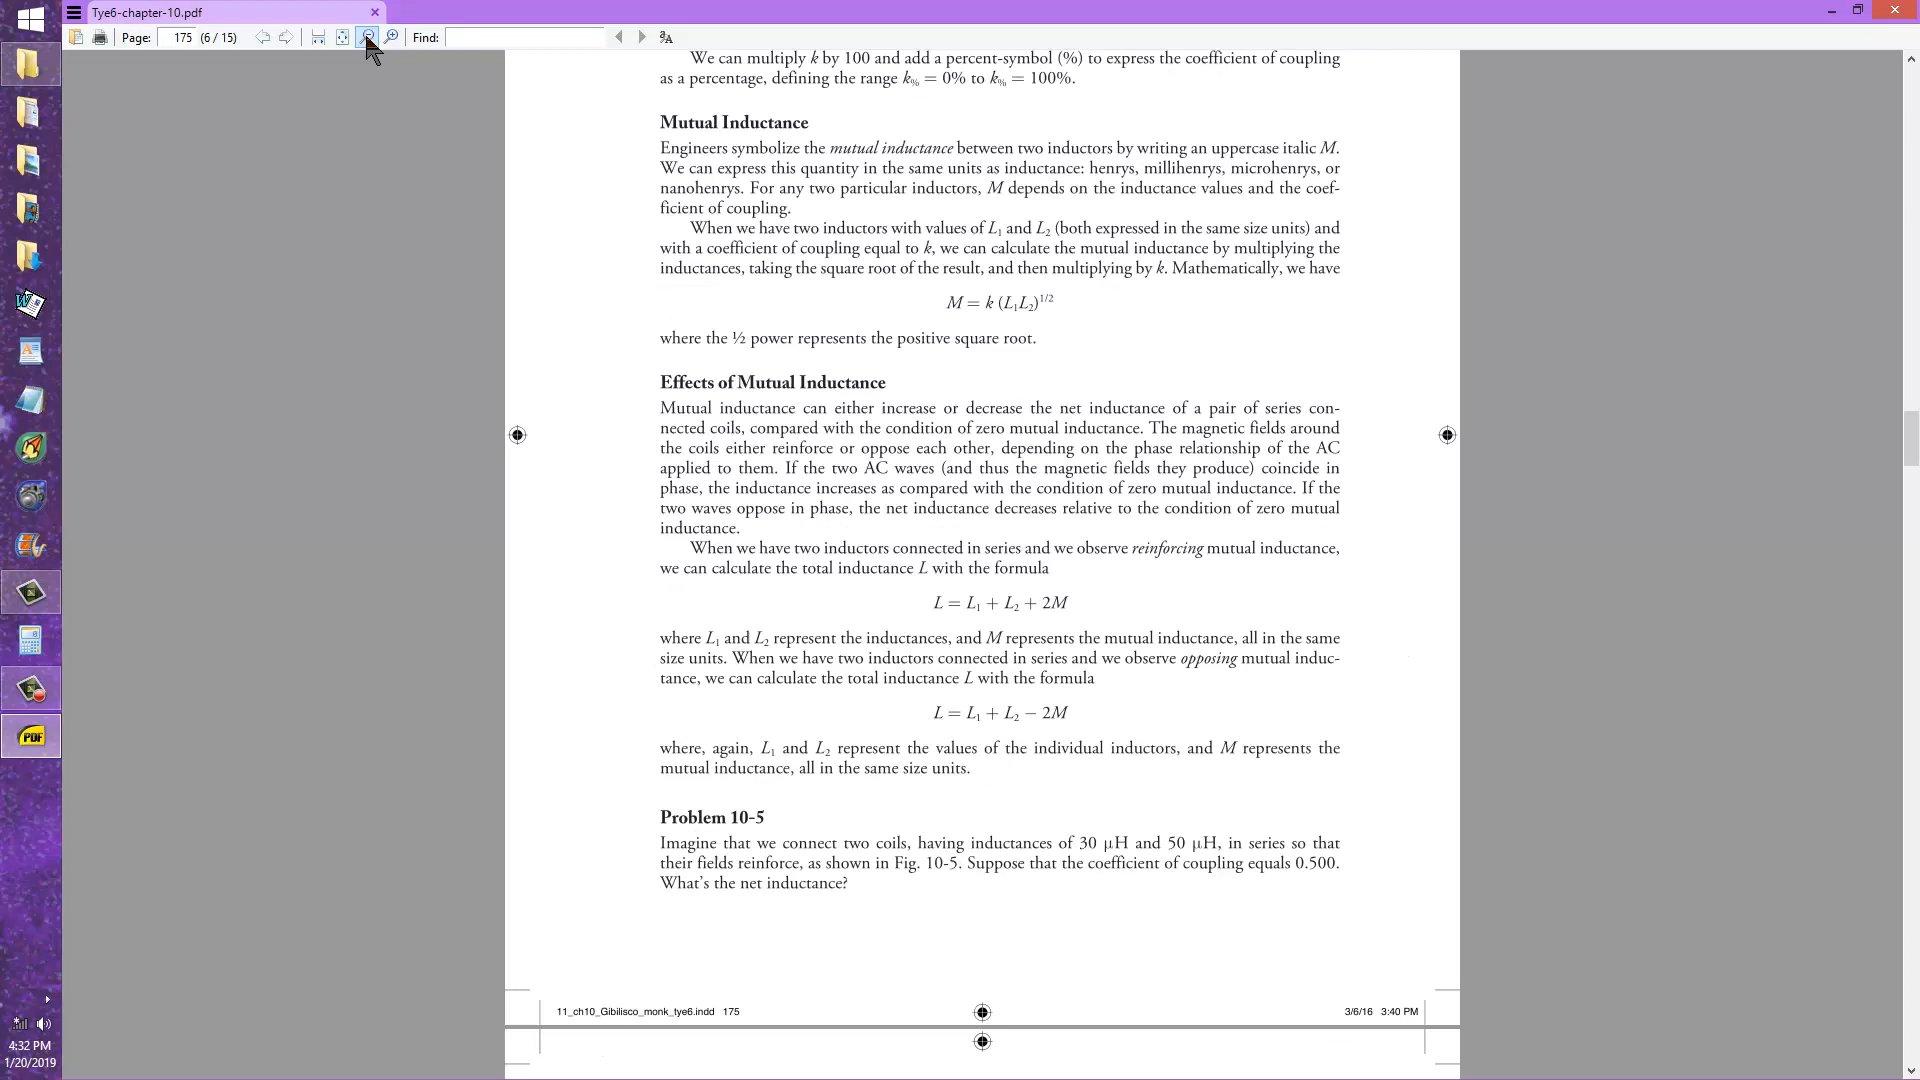 Tye6-chapter-10.pdf
Page: 175 (6 / 15) Find:
We can multiply k by 100 and add a percent-symbol (%) to express the coefficient of coupling
as a percentage, defining the range k% = 0% to k% = 100%.
Mutual Inductance
Engineers symbolize the mutual inductance between two inductors by writing an uppercase italic M.
We can express this quantity in the same units as inductance: henrys, millihenrys, microhenrys, or
nanohenrys. For any two particular inductors, M depends on the inductance values and the coef-
ficient of coupling.
When we have two inductors with values of L₁ and L₂ (both expressed in the same size units) and
with a coefficient of coupling equal to k, we can calculate the mutual inductance by multiplying the
inductances, taking the square root of the result, and then multiplying by k. Mathematically, we have
M = k (L₁L₂)^1/2
where the ½ power represents the positive square root.
Effects of Mutual Inductance
Mutual inductance can either increase or decrease the net inductance of a pair of series con-
nected coils, compared with the condition of zero mutual inductance. The magnetic fields around
the coils either reinforce or oppose each other, depending on the phase relationship of the AC
applied to them. If the two AC waves (and thus the magnetic fields they produce) coincide in
phase, the inductance increases as compared with the condition of zero mutual inductance. If the
two waves oppose in phase, the net inductance decreases relative to the condition of zero mutual
inductance.
When we have two inductors connected in series and we observe reinforcing mutual inductance,
we can calculate the total inductance L with the formula
L = L₁ + L₂ + 2M
where L₁ and L₂ represent the inductances, and M represents the mutual inductance, all in the same
size units. When we have two inductors connected in series and we observe opposing mutual induc-
tance, we can calculate the total inductance L with the formula
L = L₁ + L₂ − 2M
where, again, L₁ and L₂ represent the values of the individual inductors, and M represents the
mutual inductance, all in the same size units.
Problem 10-5
Imagine that we connect two coils, having inductances of 30 μH and 50 μH, in series so that
their fields reinforce, as shown in Fig. 10-5. Suppose that the coefficient of coupling equals 0.500.
What's the net inductance?
11_ch10_Gibilisco_monk_tye6.indd 175 3/6/16 3:40 PM
PDF
4:32 PM
1/20/2019